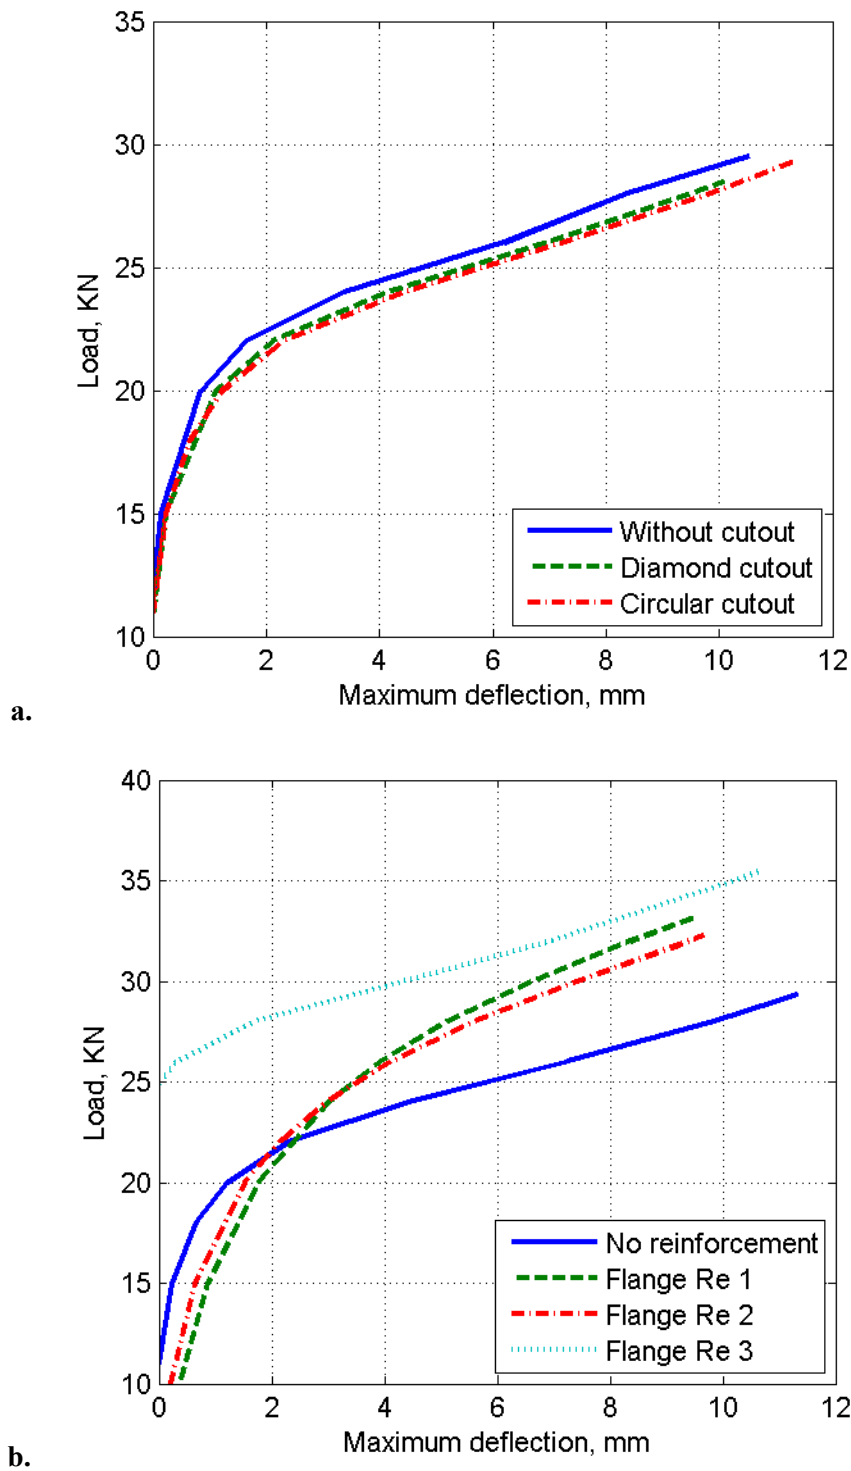 35
30
25
20
15
10
Load, KN
Without cutout
Diamond cutout
Circular cutout
0 2 4 6 8 10 12
Maximum deflection, mm
a.
40
35
30
25
20
15
10
Load, KN
No reinforcement
Flange Re 1
Flange Re 2
Flange Re 3
0 2 4 6 8 10 12
Maximum deflection, mm
b.